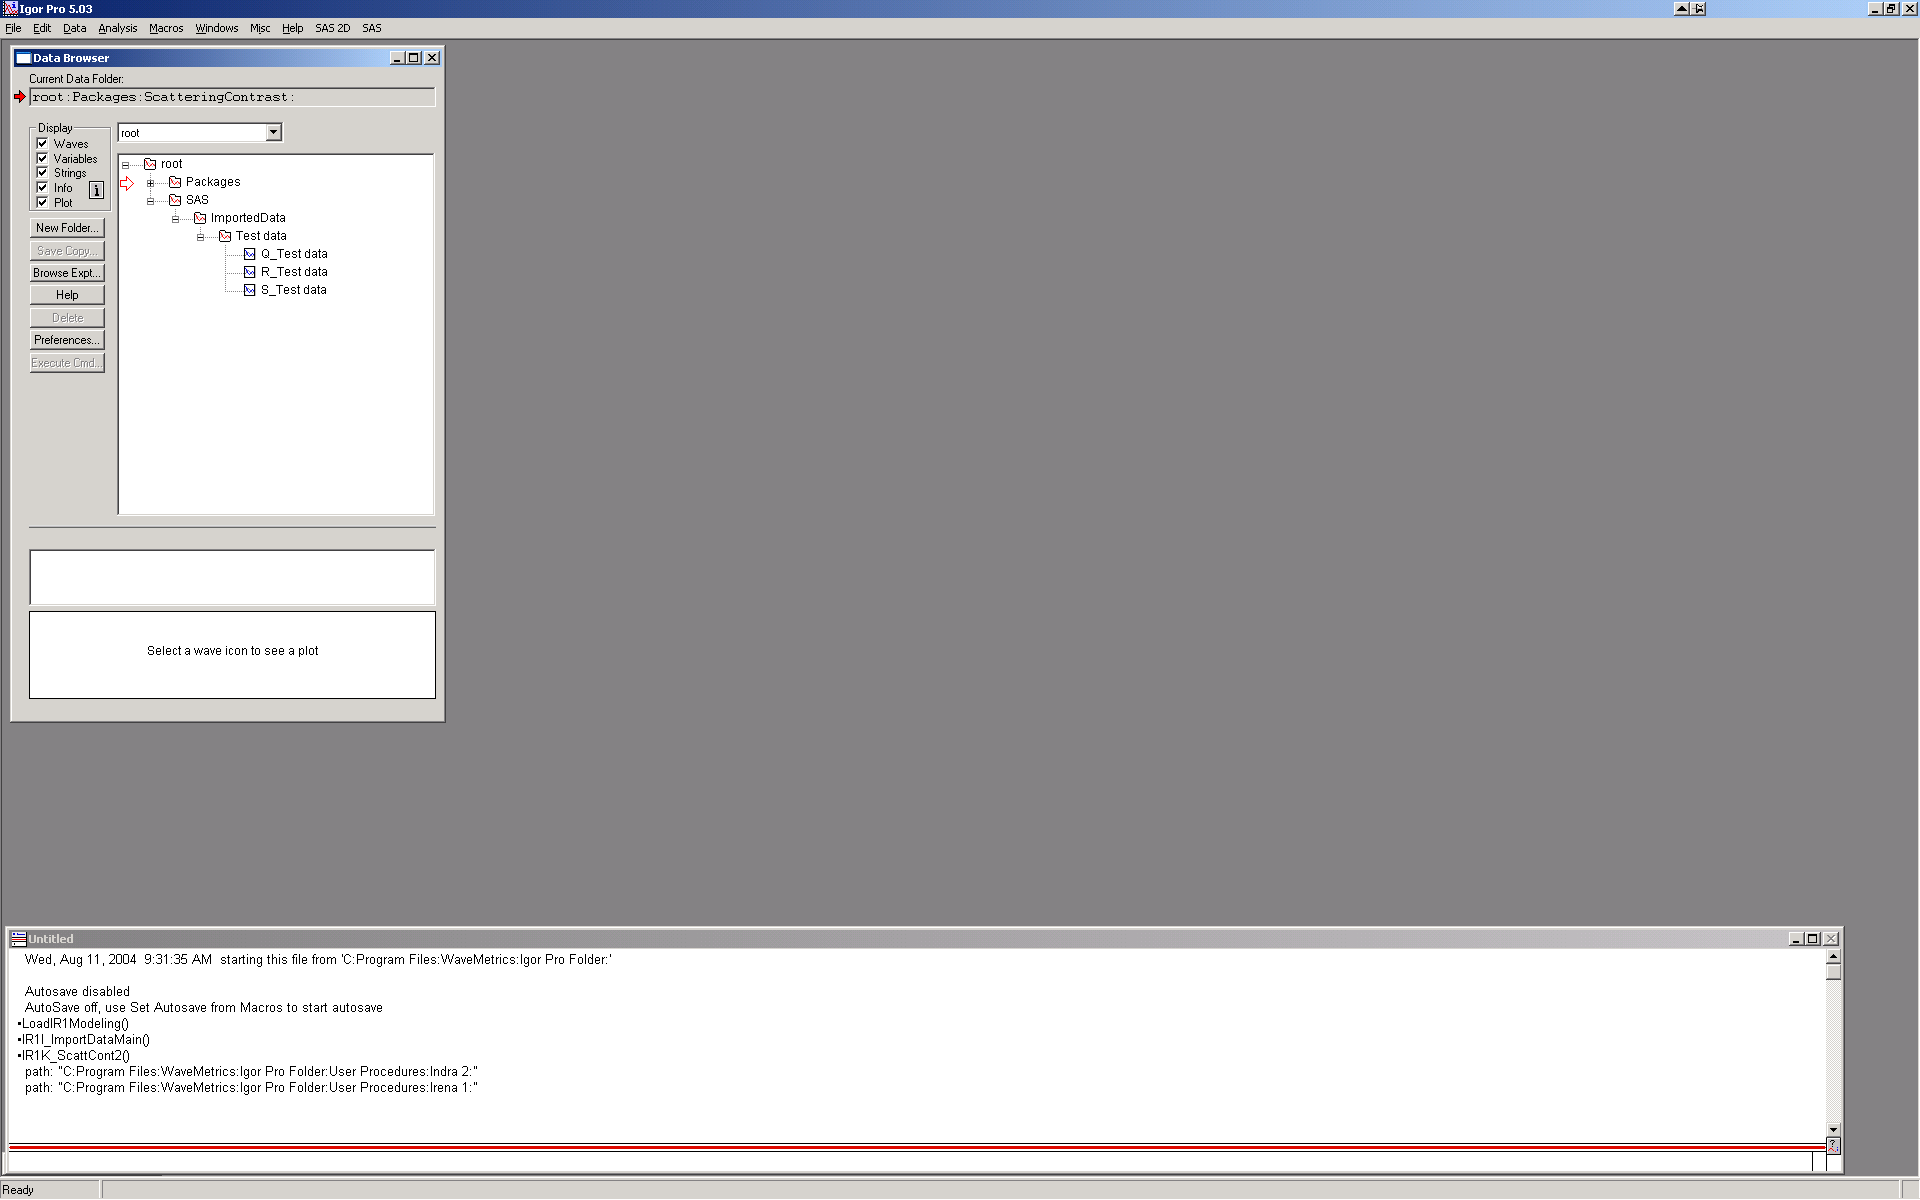 Igor Pro 5.03
File Edit Data Analysis Macros Windows Misc Help SAS 2D SAS
Data Browser
Current Data Folder:
root:Packages:ScatteringContrast:
Display
Waves
Variables
Strings
Info
Plot
New Folder...
Save Copy...
Browse Expt...
Help
Delete
Preferences...
Execute Cmd...
root
root
Packages
SAS
ImportedData
Test data
Q_Test data
R_Test data
S_Test data
Select a wave icon to see a plot
Untitled
Wed, Aug 11, 2004  9:31:35 AM  starting this file from 'C:Program Files:WaveMetrics:Igor Pro Folder:'
Autosave disabled
AutoSave off, use Set Autosave from Macros to start autosave
•LoadIR1Modeling()
•IR1I_ImportDataMain()
•IR1K_ScattCont2()
path: "C:Program Files:WaveMetrics:Igor Pro Folder:User Procedures:Indra 2:"
path: "C:Program Files:WaveMetrics:Igor Pro Folder:User Procedures:Irena 1:"
Ready